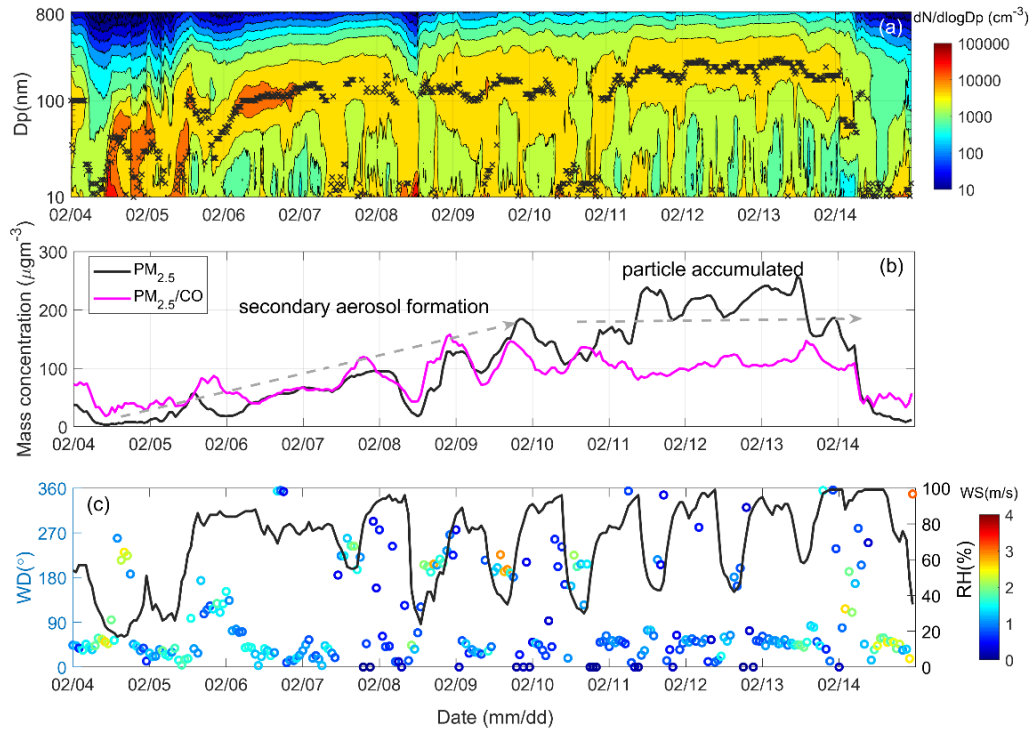 (a)
dN/dlogDp (cm⁻³)
800
100
10
Dp(nm)
100000
10000
1000
100
10
02/04 02/05 02/06 02/07 02/08 02/09 02/10 02/11 02/12 02/13 02/14
(b)
PM₂.₅
PM₂.₅/CO
secondary aerosol formation
particle accumulated
300
200
100
0
Mass concentration (μgm⁻³)
02/04 02/05 02/06 02/07 02/08 02/09 02/10 02/11 02/12 02/13 02/14
(c)
360
270
180
90
0
WD(°)
100
80
60
40
20
0
RH(%)
WS(m/s)
4
3
2
1
0
02/04 02/05 02/06 02/07 02/08 02/09 02/10 02/11 02/12 02/13 02/14
Date (mm/dd)